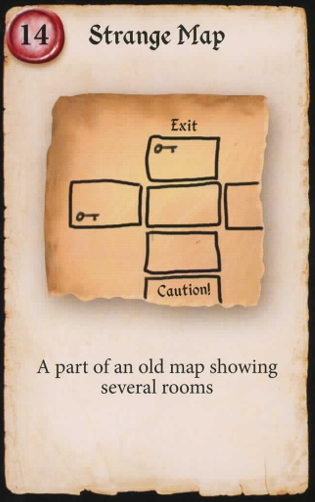 14
Strange Map
Exit
Caution!
A part of an old map showing
several rooms